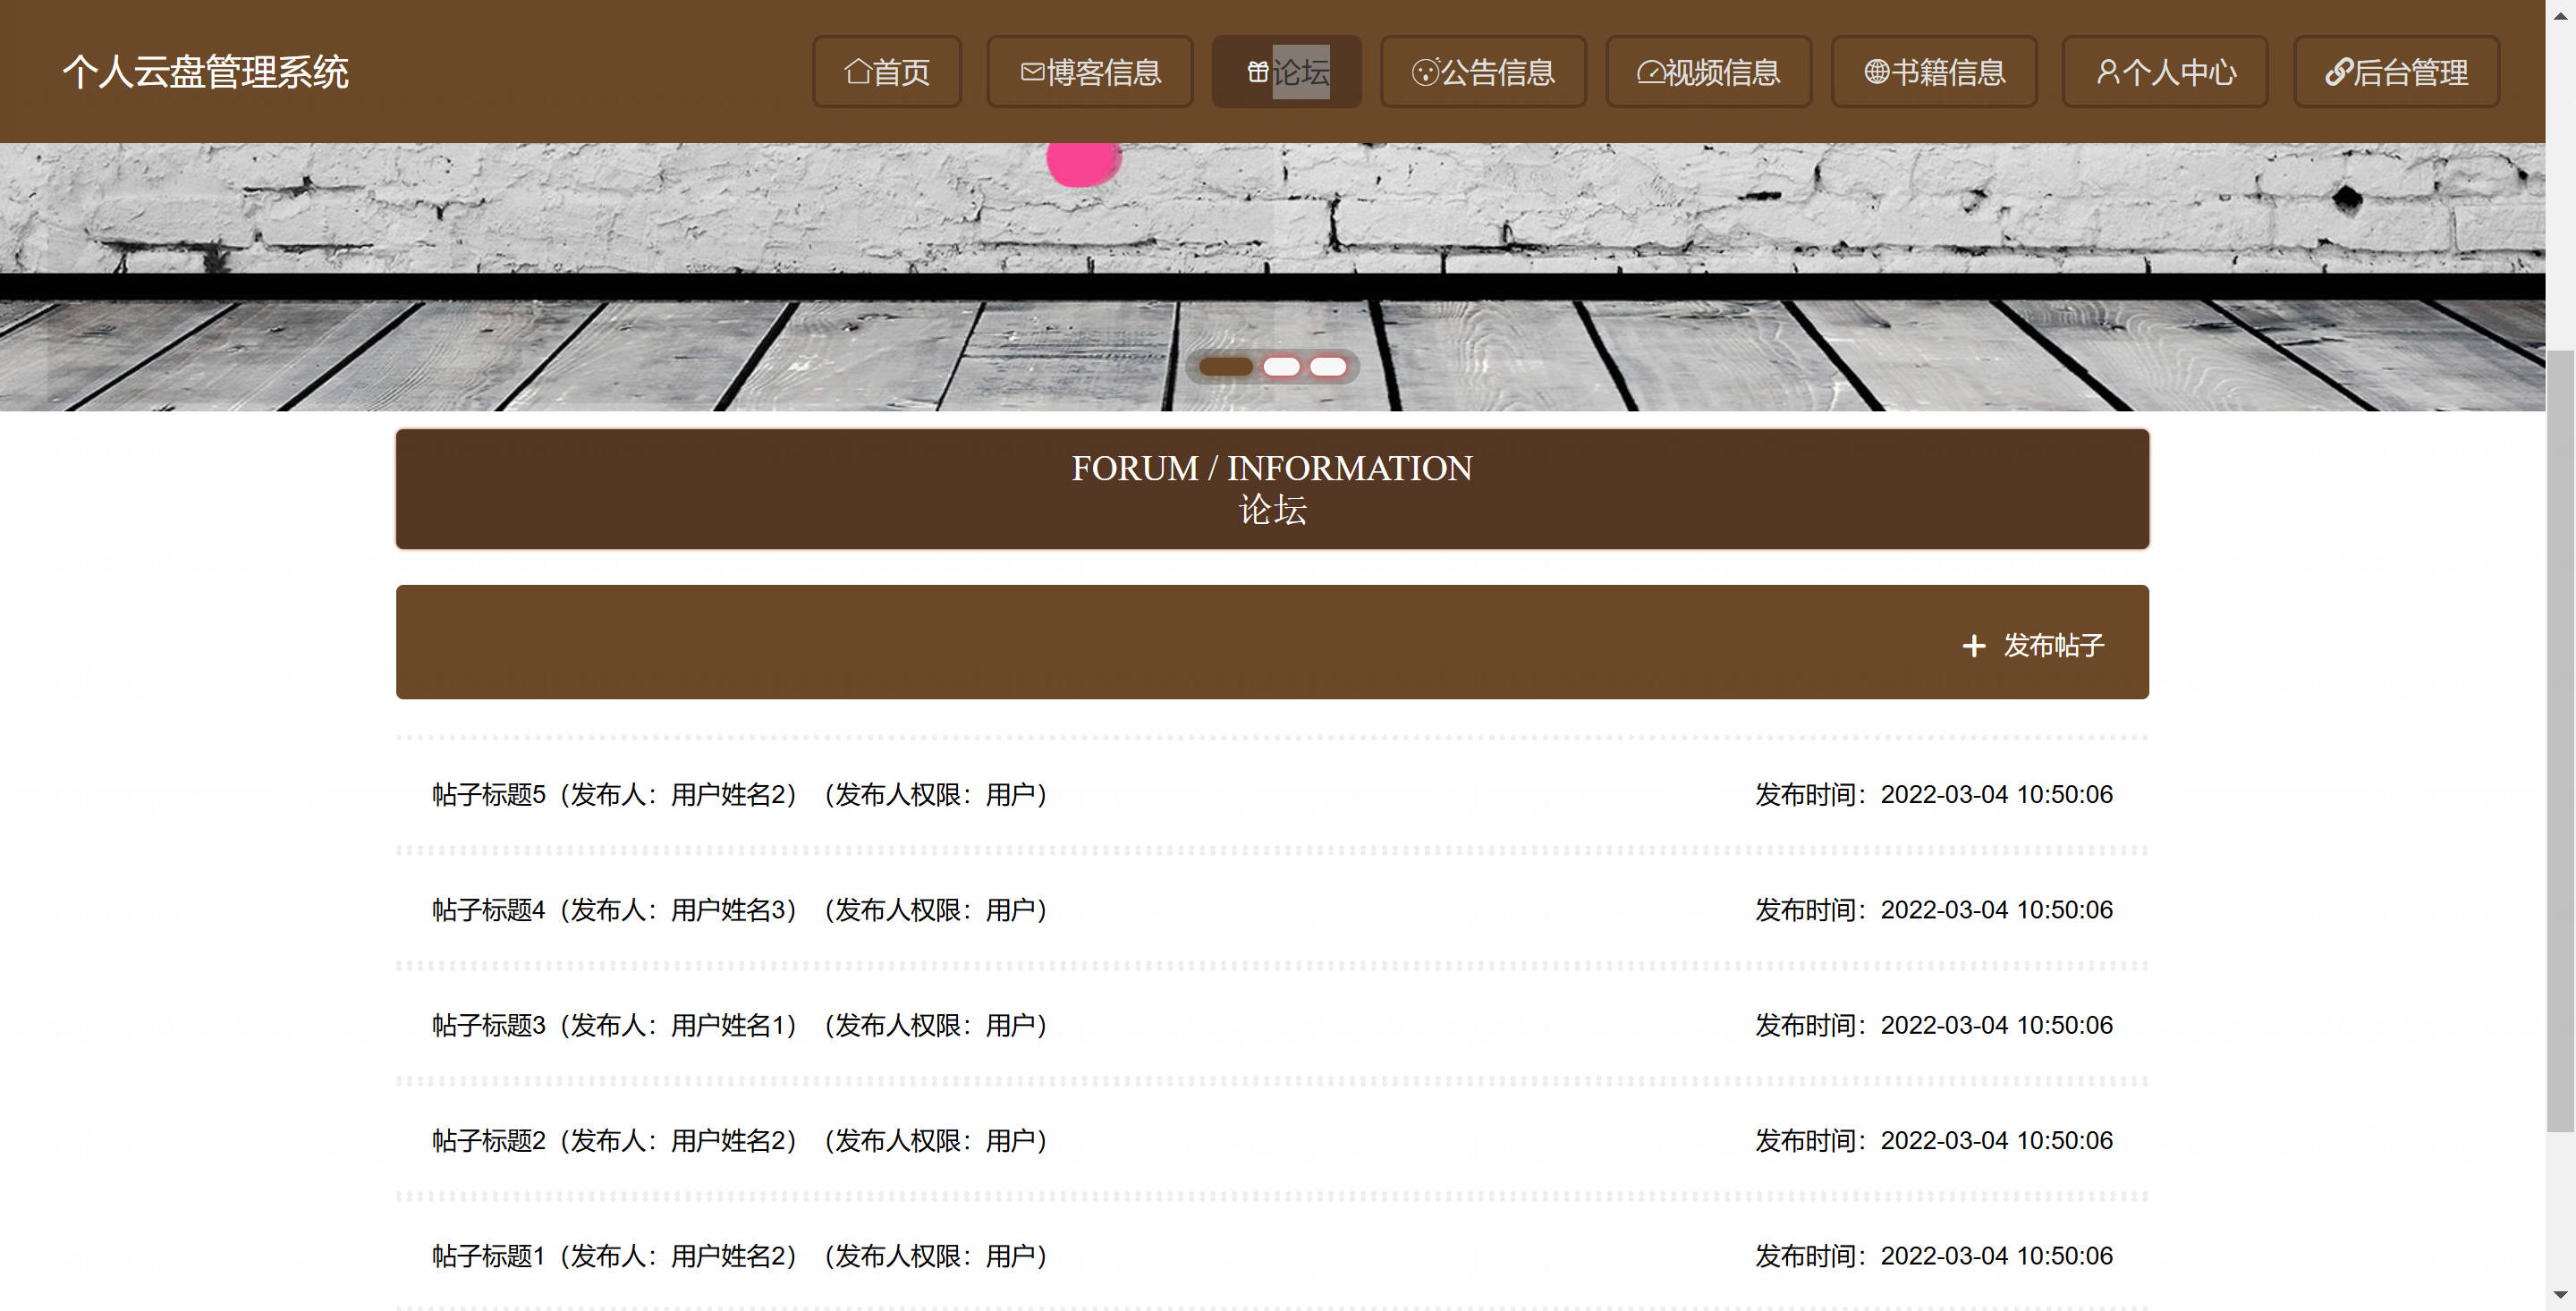 个人云盘管理系统
首页 博客信息 论坛 公告信息 视频信息 书籍信息 个人中心 后台管理
FORUM / INFORMATION
论坛
发布帖子
帖子标题5（发布人：用户姓名2）（发布人权限：用户） 发布时间：2022-03-04 10:50:06
帖子标题4（发布人：用户姓名3）（发布人权限：用户） 发布时间：2022-03-04 10:50:06
帖子标题3（发布人：用户姓名1）（发布人权限：用户） 发布时间：2022-03-04 10:50:06
帖子标题2（发布人：用户姓名2）（发布人权限：用户） 发布时间：2022-03-04 10:50:06
帖子标题1（发布人：用户姓名2）（发布人权限：用户） 发布时间：2022-03-04 10:50:06